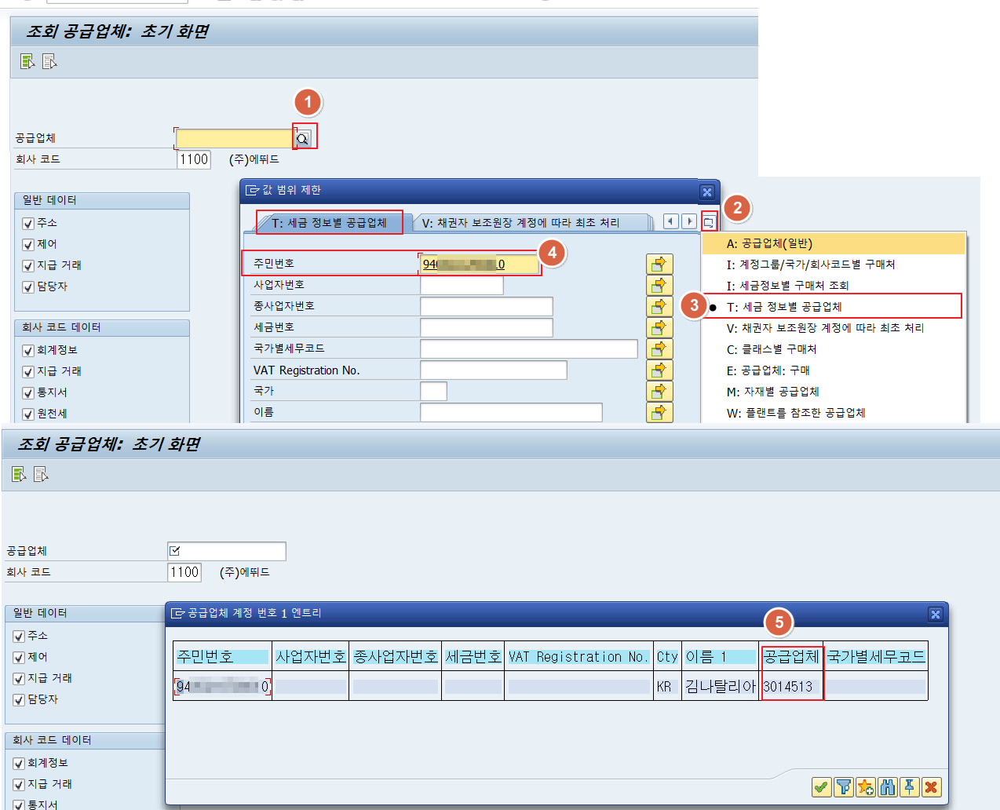 조회 공급업체: 초기 화면
1
공급업체
회사 코드 1100 (주)에뛰드
일반 데이터
주소
제어
지급 거래
담당자
회사 코드 데이터
회계정보
지급 거래
통지서
원천세
값 범위 제한
2
T: 세금 정보별 공급업체 V: 채권자 보조원장 계정에 따라 최초 처리
주민번호 94 0
4
사업자번호
종사업자번호
세금번호
국가별세무코드
VAT Registration No.
국가
이름
A: 공급업체(일반)
I: 계정그룹/국가/회사코드별 구매처
I: 세금정보별 구매처 조회
3
T: 세금 정보별 공급업체
V: 채권자 보조원장 계정에 따라 최초 처리
C: 클래스별 구매처
E: 공급업체: 구매
M: 자재별 공급업체
W: 플랜트를 참조한 공급업체
조회 공급업체: 초기 화면
공급업체
회사 코드 1100 (주)에뛰드
일반 데이터
주소
제어
지급 거래
담당자
회사 코드 데이터
회계정보
지급 거래
통지서
공급업체 계정 번호 1 엔트리
5
주민번호 사업자번호 종사업자번호 세금번호 VAT Registration No. Cty 이름 1 공급업체 국가별세무코드
94 0 KR 김나탈리아 3014513